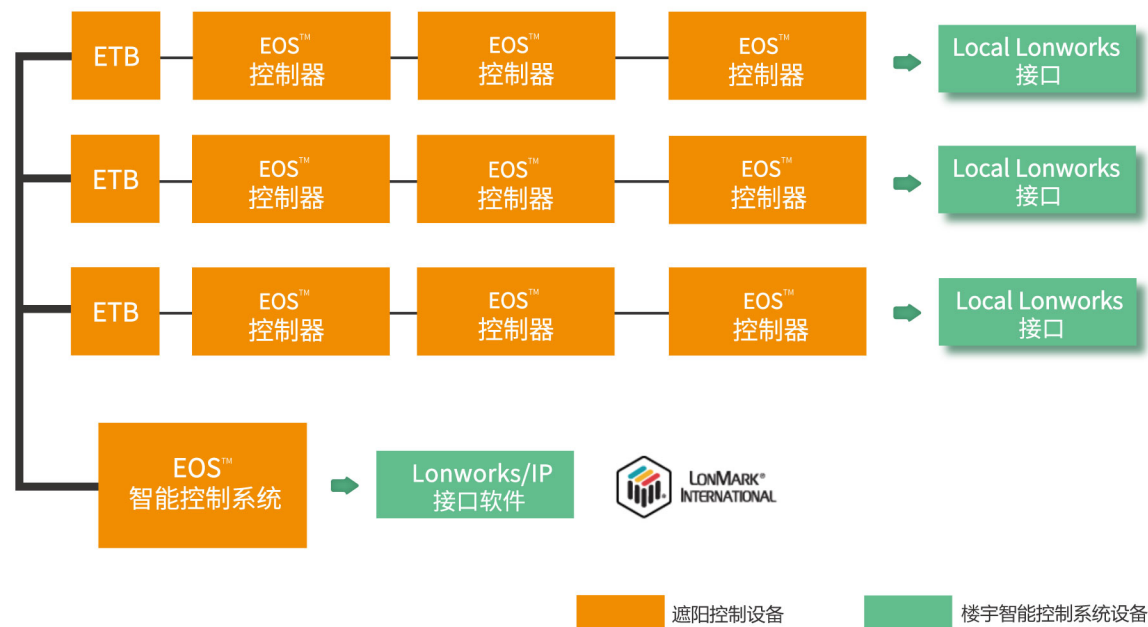 ETB
EOS™
控制器
EOS™
控制器
EOS™
控制器
Local Lonworks
接口
ETB
EOS™
控制器
EOS™
控制器
EOS™
控制器
Local Lonworks
接口
ETB
EOS™
控制器
EOS™
控制器
EOS™
控制器
Local Lonworks
接口
EOS™
智能控制系统
Lonworks/IP
接口软件
LONMARK®
INTERNATIONAL
遮阳控制设备
楼宇智能控制系统设备